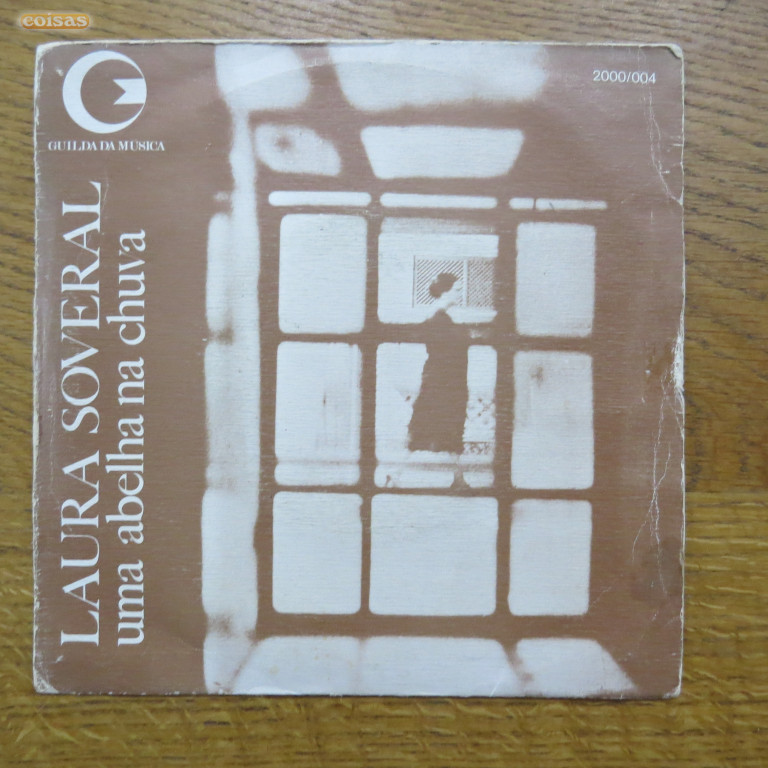 coisas
2000/004
GUILDA DA MÚSICA
LAURA SOVERAL
uma abelha na chuva